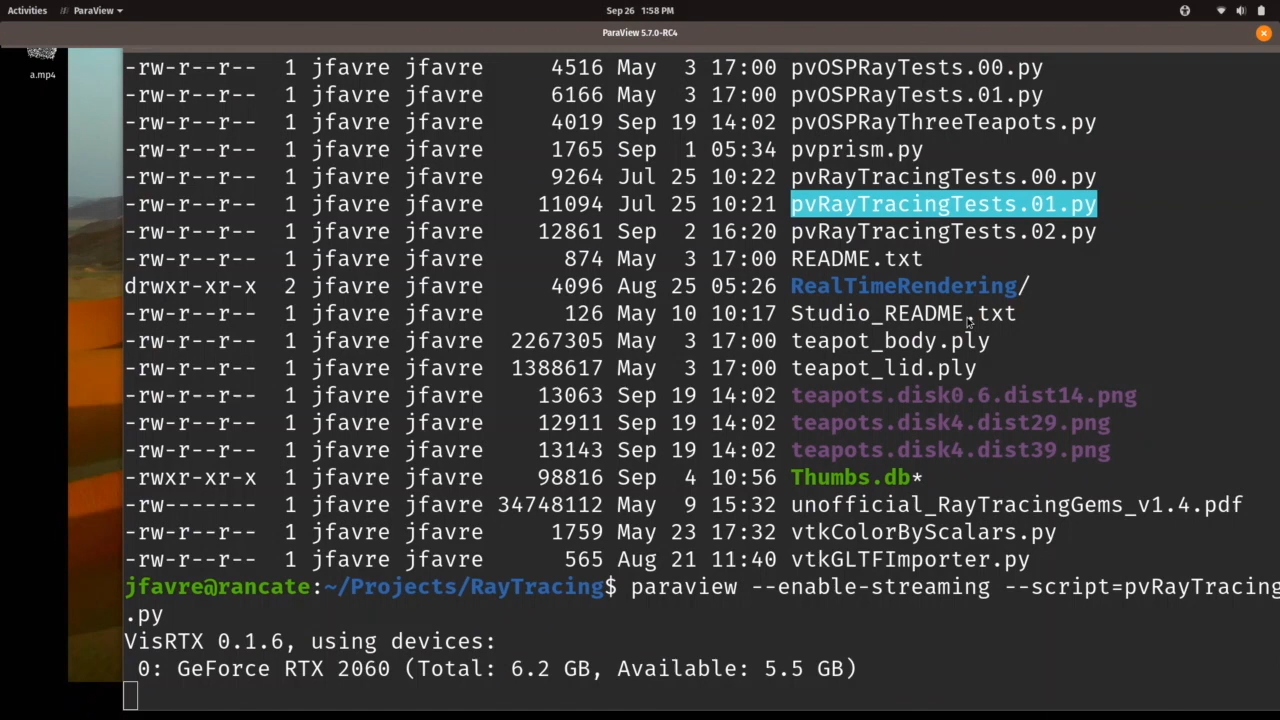 Activities ParaView Sep 26 1:58 PM
ParaView 5.7.0-RC4
a.mp4
-rw-r--r-- 1 jfavre jfavre 4516 May 3 17:00 pvOSPRayTests.00.py
-rw-r--r-- 1 jfavre jfavre 6166 May 3 17:00 pvOSPRayTests.01.py
-rw-r--r-- 1 jfavre jfavre 4019 Sep 19 14:02 pvOSPRayThreeTeapots.py
-rw-r--r-- 1 jfavre jfavre 1765 Sep 1 05:34 pvprism.py
-rw-r--r-- 1 jfavre jfavre 9264 Jul 25 10:22 pvRayTracingTests.00.py
-rw-r--r-- 1 jfavre jfavre 11094 Jul 25 10:21 pvRayTracingTests.01.py
-rw-r--r-- 1 jfavre jfavre 12861 Sep 2 16:20 pvRayTracingTests.02.py
-rw-r--r-- 1 jfavre jfavre 874 May 3 17:00 README.txt
drwxr-xr-x 2 jfavre jfavre 4096 Aug 25 05:26 RealTimeRendering/
-rw-r--r-- 1 jfavre jfavre 126 May 10 10:17 Studio_README.txt
-rw-r--r-- 1 jfavre jfavre 2267305 May 3 17:00 teapot_body.ply
-rw-r--r-- 1 jfavre jfavre 1388617 May 3 17:00 teapot_lid.ply
-rw-r--r-- 1 jfavre jfavre 13063 Sep 19 14:02 teapots.disk0.6.dist14.png
-rw-r--r-- 1 jfavre jfavre 12911 Sep 19 14:02 teapots.disk4.dist29.png
-rw-r--r-- 1 jfavre jfavre 13143 Sep 19 14:02 teapots.disk4.dist39.png
-rwxr-xr-x 1 jfavre jfavre 98816 Sep 4 10:56 Thumbs.db*
-rw------- 1 jfavre jfavre 34748112 May 9 15:32 unofficial_RayTracingGems_v1.4.pdf
-rw-r--r-- 1 jfavre jfavre 1759 May 23 17:32 vtkColorByScalars.py
-rw-r--r-- 1 jfavre jfavre 565 Aug 21 11:40 vtkGLTFImporter.py
jfavre@rancate:~/Projects/RayTracing$ paraview --enable-streaming --script=pvRayTracing
.py
VisRTX 0.1.6, using devices:
0: GeForce RTX 2060 (Total: 6.2 GB, Available: 5.5 GB)